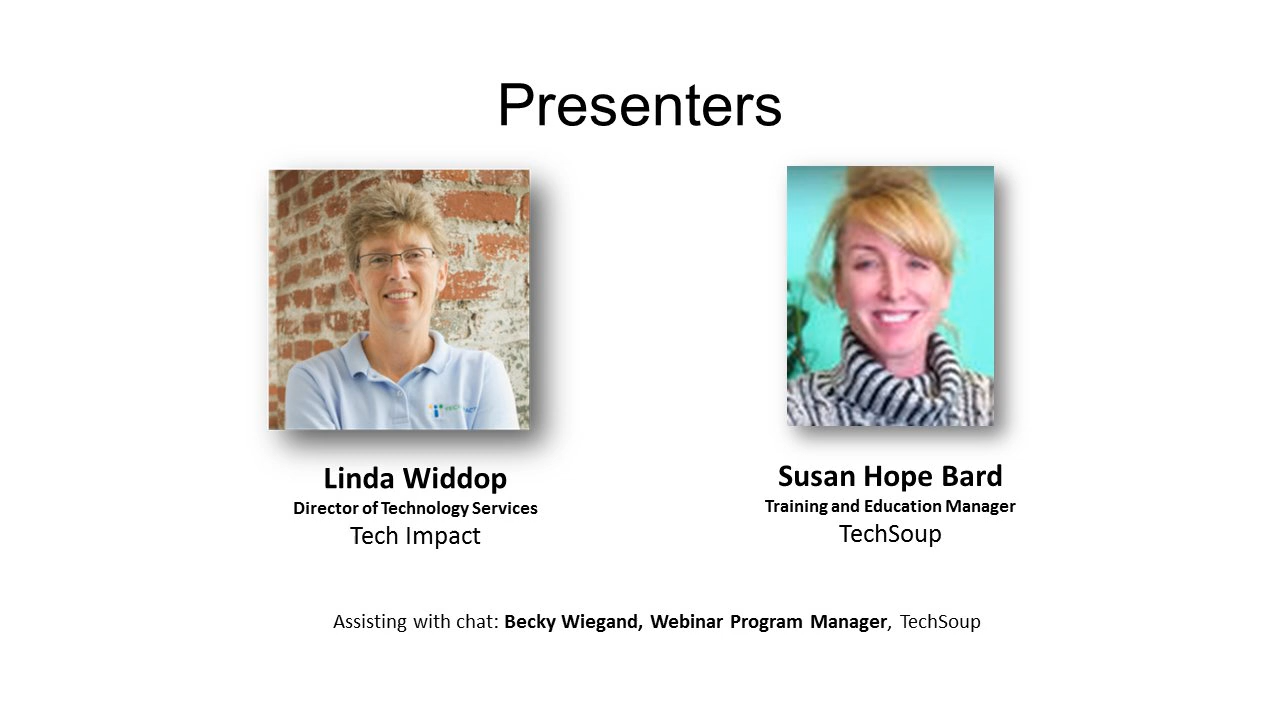 Presenters
Linda Widdop
Director of Technology Services
Tech Impact
Susan Hope Bard
Training and Education Manager
TechSoup
Assisting with chat: Becky Wiegand, Webinar Program Manager, TechSoup